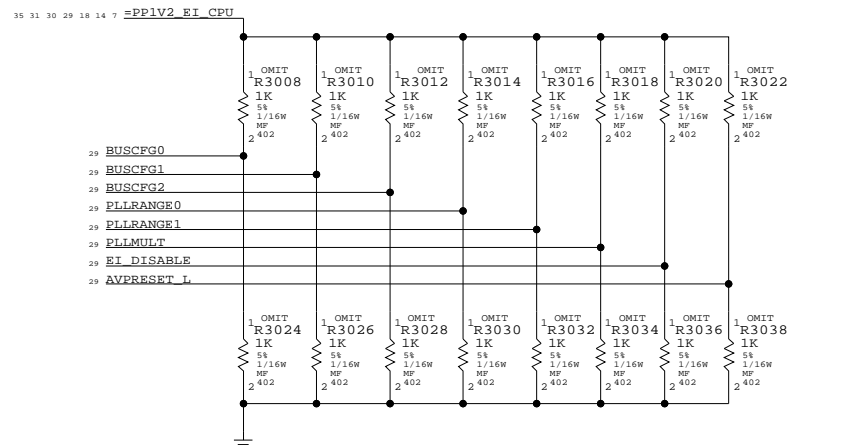 35 31 30 29 18 14 7 =PP1V2_EI_CPU
OMIT OMIT OMIT OMIT OMIT OMIT OMIT OMIT
1 R3008 1 R3010 1 R3012 1 R3014 1 R3016 1 R3018 1 R3020 1 R3022
1K 1K 1K 1K 1K 1K 1K 1K
5% 5% 5% 5% 5% 5% 5% 5%
1/16W 1/16W 1/16W 1/16W 1/16W 1/16W 1/16W 1/16W
MF MF MF MF MF MF MF MF
2 402 2 402 2 402 2 402 2 402 2 402 2 402 2 402
29 BUSCFG0
29 BUSCFG1
29 BUSCFG2
29 PLLRANGE0
29 PLLRANGE1
29 PLLMULT
29 EI_DISABLE
29 AVPRESET_L
OMIT OMIT OMIT OMIT OMIT OMIT OMIT OMIT
1 R3024 1 R3026 1 R3028 1 R3030 1 R3032 1 R3034 1 R3036 1 R3038
1K 1K 1K 1K 1K 1K 1K 1K
5% 5% 5% 5% 5% 5% 5% 5%
1/16W 1/16W 1/16W 1/16W 1/16W 1/16W 1/16W 1/16W
MF MF MF MF MF MF MF MF
2 402 2 402 2 402 2 402 2 402 2 402 2 402 2 402